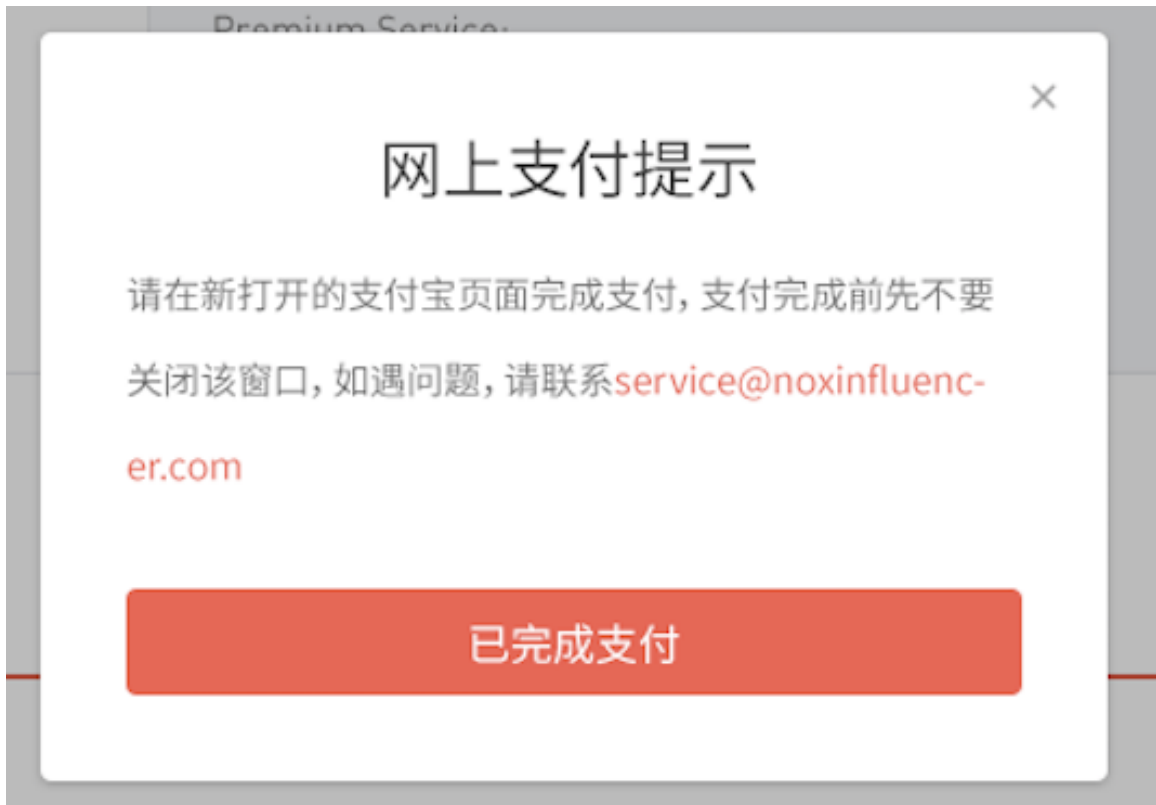 Premium Service:
×
网上支付提示
请在新打开的支付宝页面完成支付，支付完成前先不要
关闭该窗口，如遇问题，请联系service@noxinfluenc-
er.com
已完成支付